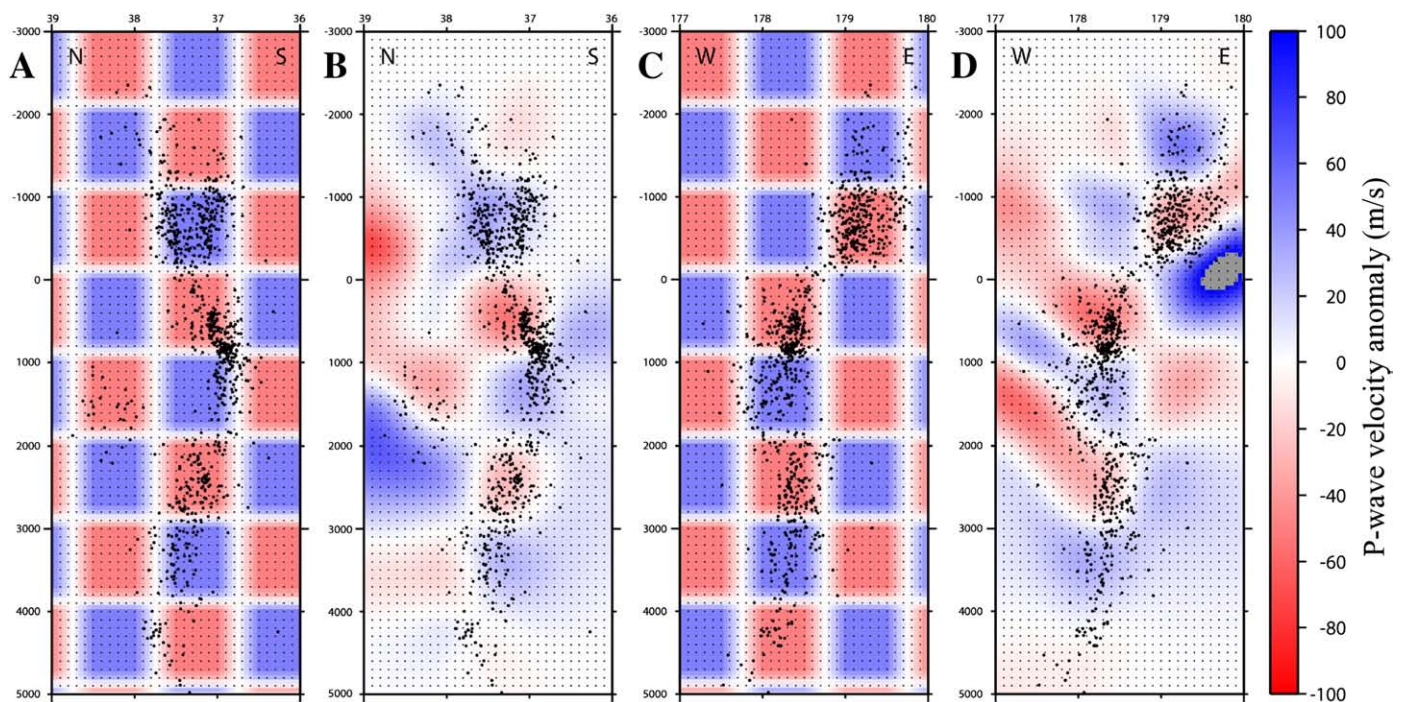 39 38 37 36 39 38 37 36 177 178 179 180 177 178 179 180
A N S B N S C W E D W E
-3000 -3000 -3000 -3000 100
-2000 -2000 -2000 -2000 80
-1000 -1000 -1000 -1000 60
0 0 0 0 40
1000 1000 1000 1000 20
2000 2000 2000 2000 0
3000 3000 3000 3000 -20
4000 4000 4000 4000 -40
5000 5000 5000 5000 -60
-80
-100
P-wave velocity anomaly (m/s)